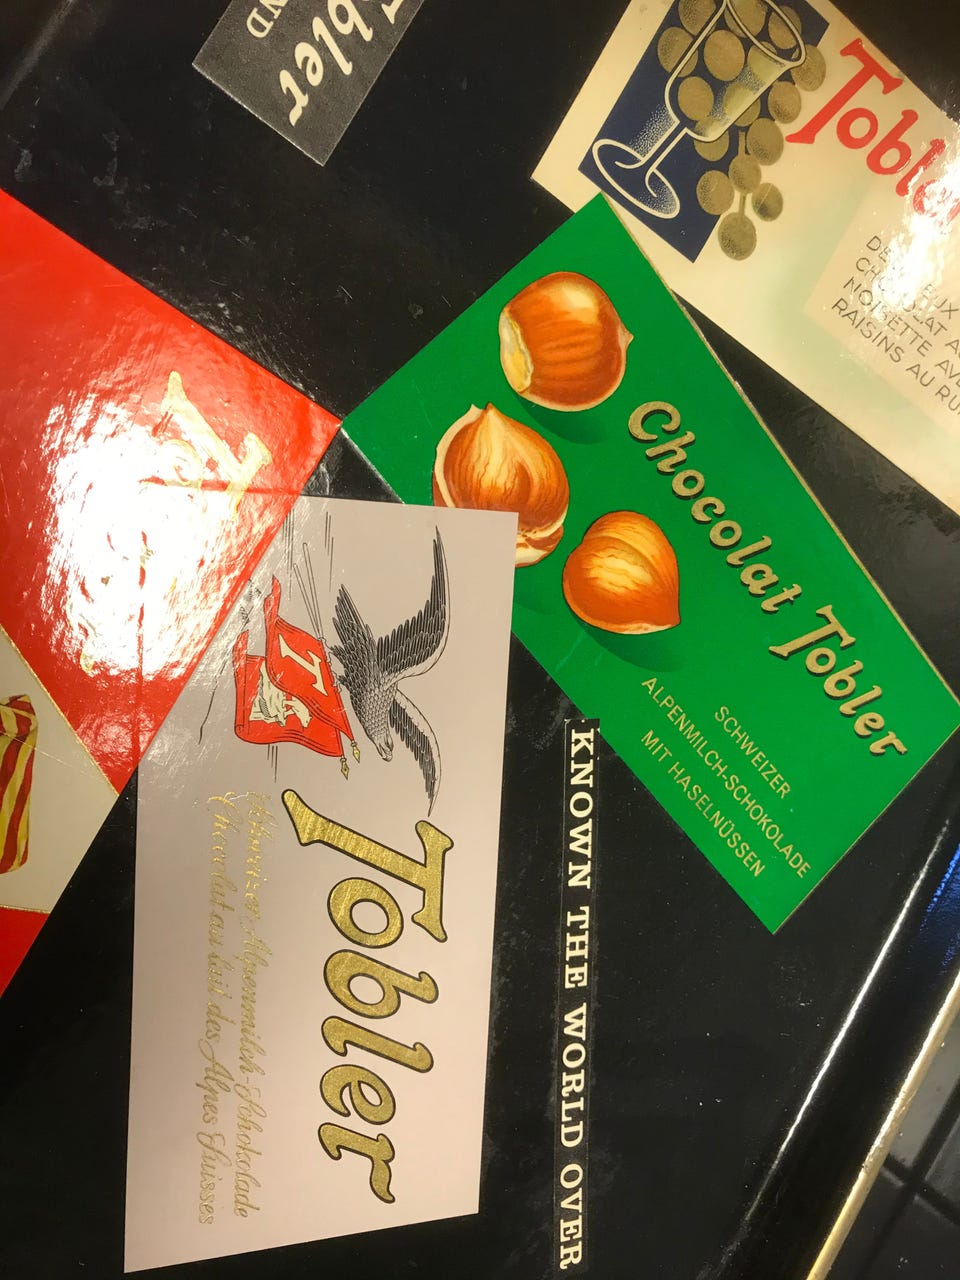 Tobler
Tobler
Chocolat Tobler
SCHWEIZER
ALPENMILCH-SCHOKOLADE
MIT HASELNÜSSEN
T
Tobler
Schweizer Alpenmilch-Schokolade
Chocolat au lait des Alpes Suisses
KNOWN THE WORLD OVER
NOISETTE
RAISINS AU